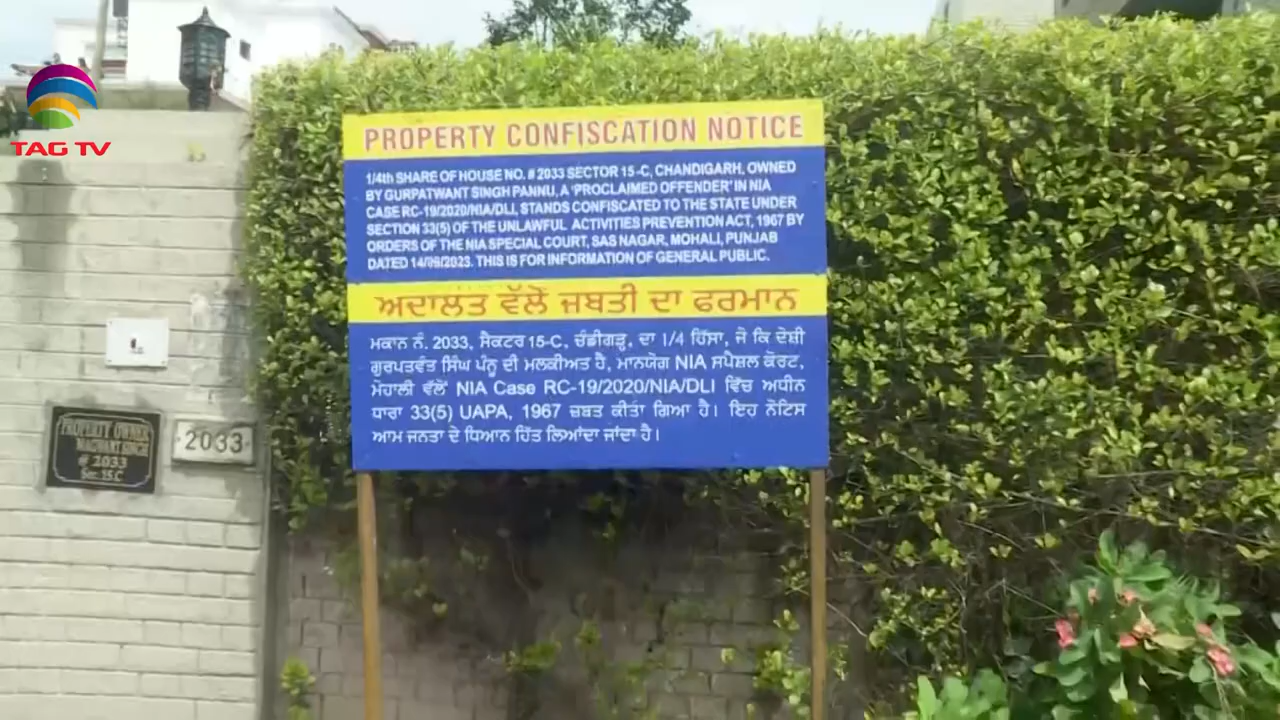 TAG TV
PROPERTY CONFISCATION NOTICE
1/4th SHARE OF HOUSE NO. # 2033 SECTOR 15 -C, CHANDIGARH, OWNED
BY GURPATWANT SINGH PANNU, A 'PROCLAIMED OFFENDER' IN NIA
CASE RC-19/2020/NIA/DLI, STANDS CONFISCATED TO THE STATE UNDER
SECTION 33(5) OF THE UNLAWFUL ACTIVITIES PREVENTION ACT, 1967 BY
ORDERS OF THE NIA SPECIAL COURT, SAS NAGAR, MOHALI, PUNJAB
DATED 14/09/2023. THIS IS FOR INFORMATION OF GENERAL PUBLIC.
ਅਦਾਲਤ ਵੱਲੋਂ ਜ਼ਬਤੀ ਦਾ ਫਰਮਾਨ
ਮਕਾਨ ਨੰ. 2033, ਸੈਕਟਰ 15-C, ਚੰਡੀਗੜ੍ਹ, ਦਾ 1/4 ਹਿੱਸਾ, ਜੋ ਕਿ ਦੋਸ਼ੀ
ਗੁਰਪਤਵੰਤ ਸਿੰਘ ਪੰਨੂ ਦੀ ਮਲਕੀਅਤ ਹੈ, ਮਾਨਯੋਗ NIA ਸਪੈਸ਼ਲ ਕੋਰਟ,
ਮੋਹਾਲੀ ਵੱਲੋਂ NIA Case RC-19/2020/NIA/DLI ਵਿੱਚ ਅਧੀਨ
ਧਾਰਾ 33(5) UAPA, 1967 ਜ਼ਬਤ ਕੀਤਾ ਗਿਆ ਹੈ। ਇਹ ਨੋਟਿਸ
ਆਮ ਜਨਤਾ ਦੇ ਧਿਆਨ ਹਿੱਤ ਲਿਆਂਦਾ ਜਾਂਦਾ ਹੈ।
PROPERTY OWNER
SINGH
# 2033
Sec. 15 C
2033